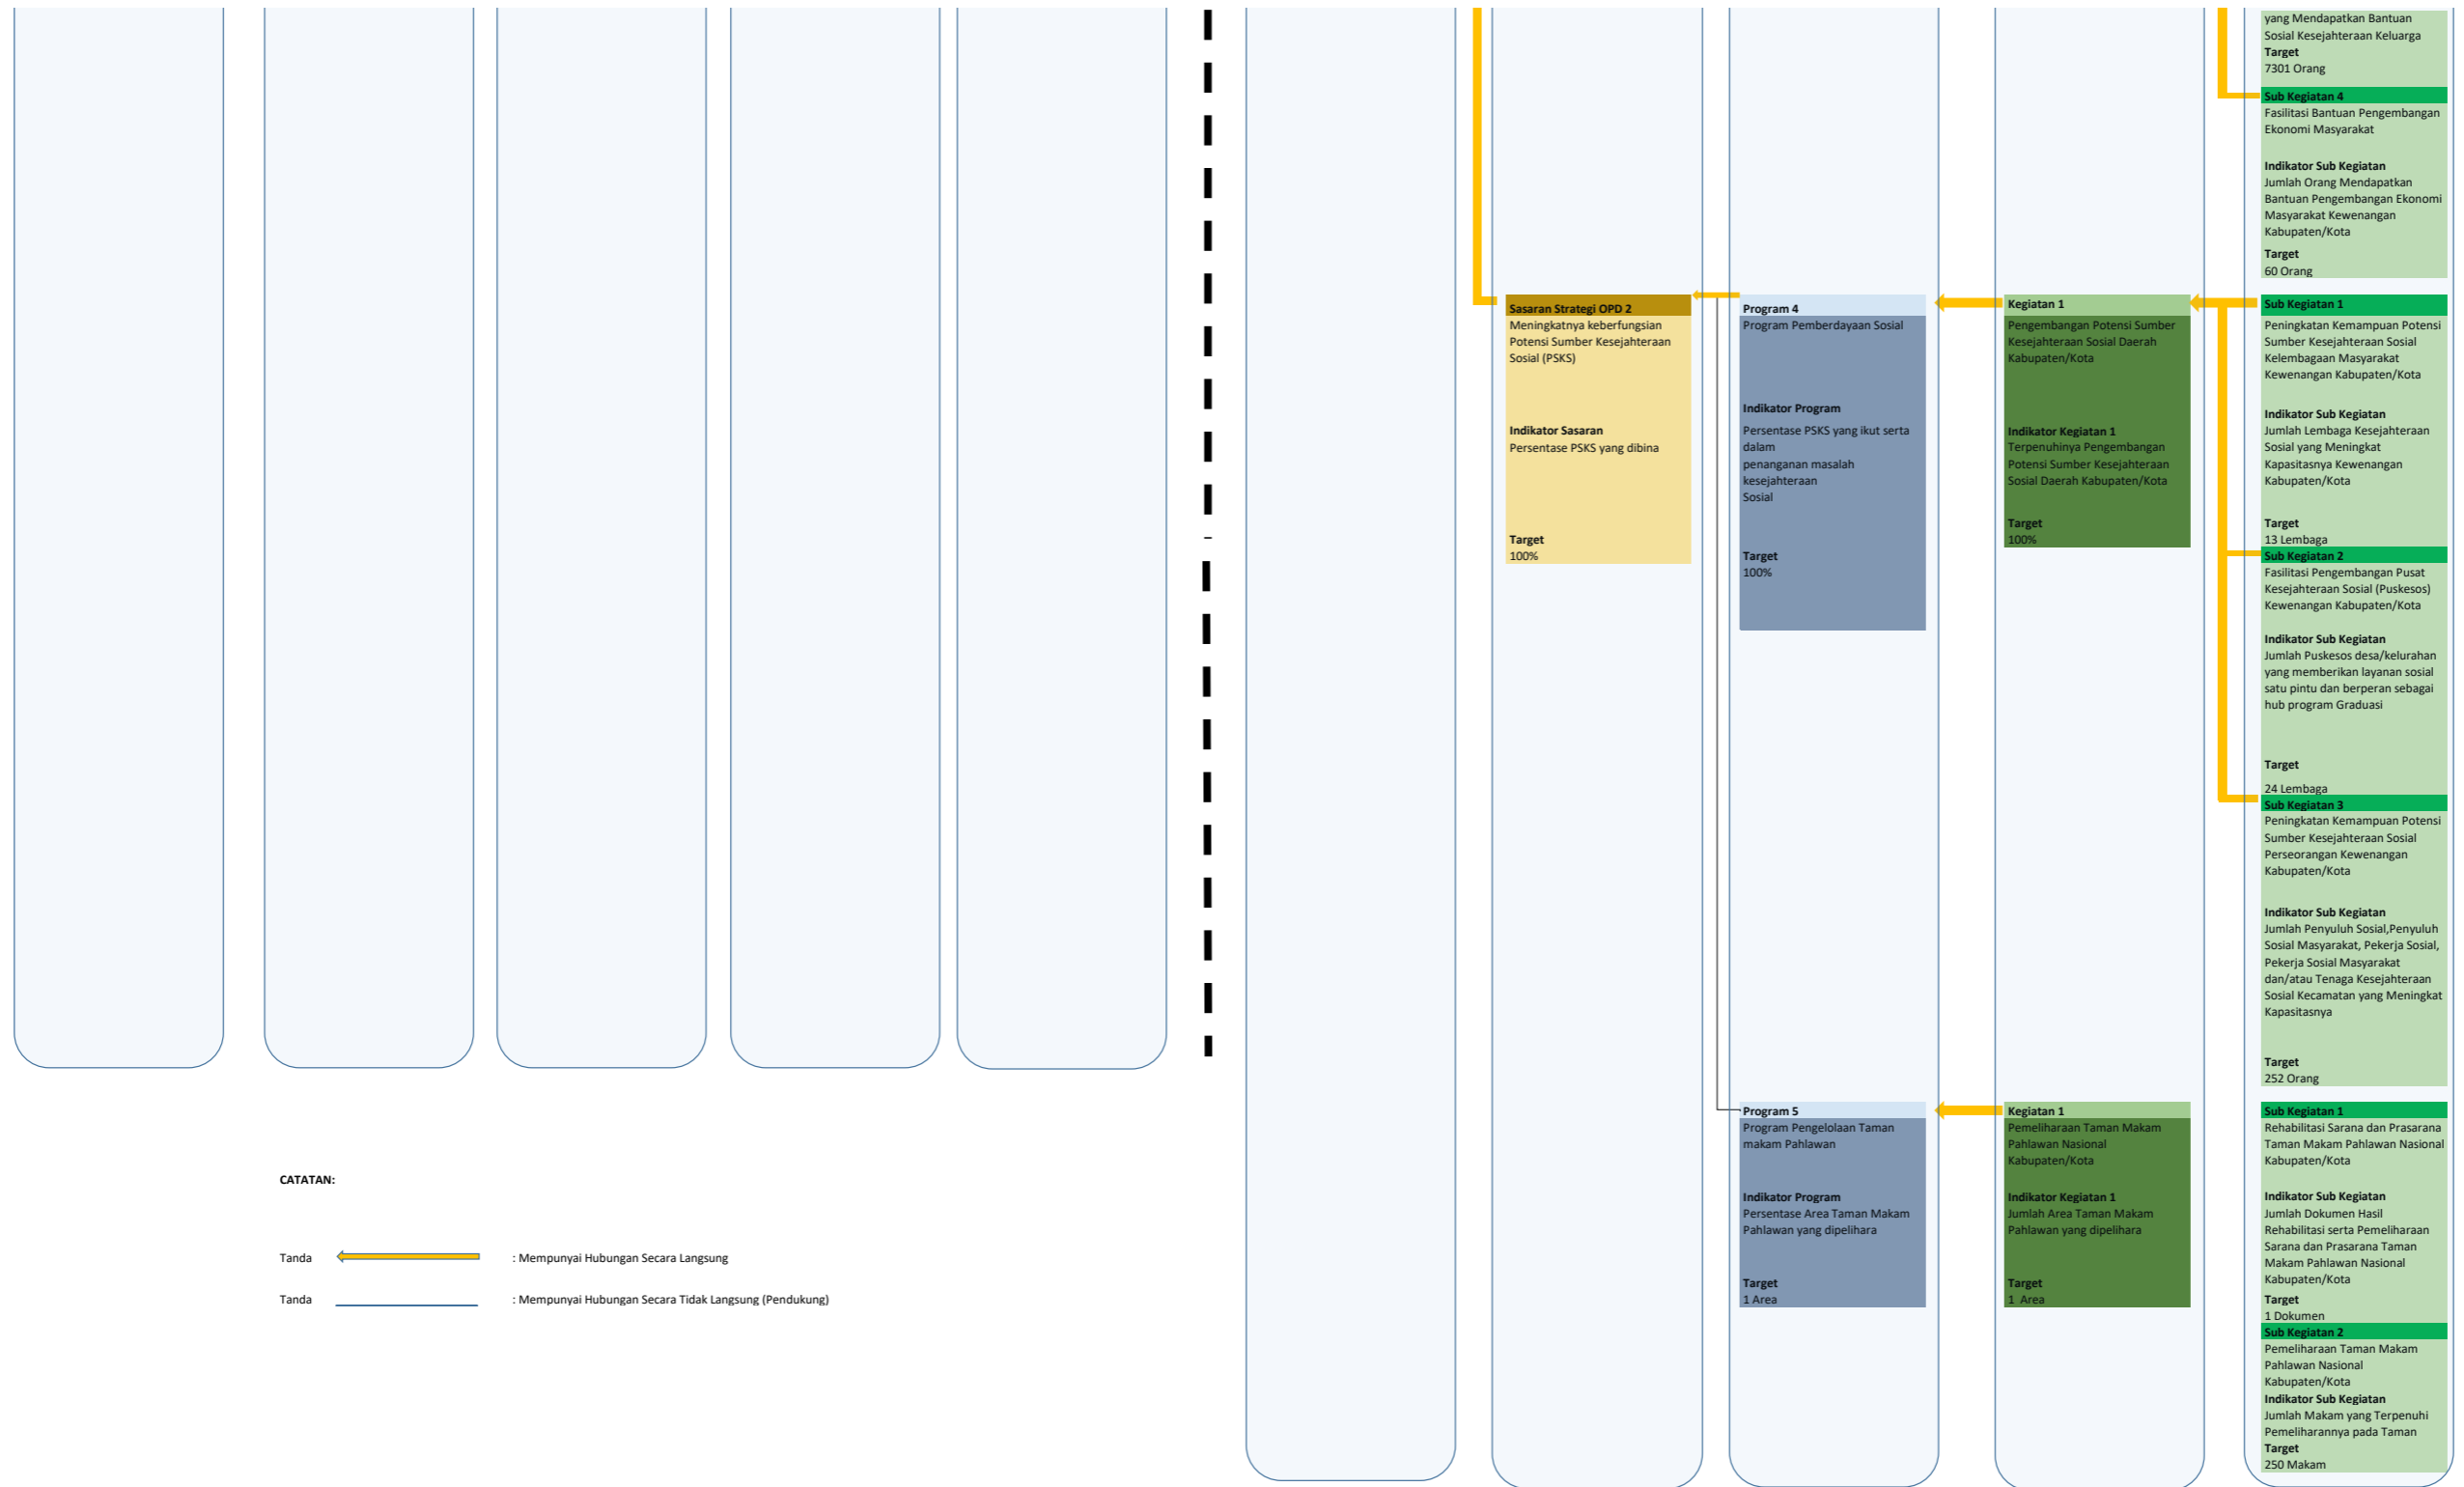 yang Mendapatkan Bantuan
Sosial Kesejahteraan Keluarga
Target
7301 Orang
Sub Kegiatan 4
Fasilitasi Bantuan Pengembangan
Ekonomi Masyarakat
Indikator Sub Kegiatan
Jumlah Orang Mendapatkan
Bantuan Pengembangan Ekonomi
Masyarakat Kewenangan
Kabupaten/Kota
Target
60 Orang
Sasaran Strategi OPD 2
Meningkatnya keberfungsian
Potensi Sumber Kesejahteraan
Sosial (PSKS)
Indikator Sasaran
Persentase PSKS yang dibina
Target
100%
Program 4
Program Pemberdayaan Sosial
Indikator Program
Persentase PSKS yang ikut serta
dalam
penanganan masalah
kesejahteraan
Sosial
Target
100%
Kegiatan 1
Pengembangan Potensi Sumber
Kesejahteraan Sosial Daerah
Kabupaten/Kota
Indikator Kegiatan 1
Terpenuhinya Pengembangan
Potensi Sumber Kesejahteraan
Sosial Daerah Kabupaten/Kota
Target
100%
Sub Kegiatan 1
Peningkatan Kemampuan Potensi
Sumber Kesejahteraan Sosial
Kelembagaan Masyarakat
Kewenangan Kabupaten/Kota
Indikator Sub Kegiatan
Jumlah Lembaga Kesejahteraan
Sosial yang Meningkat
Kapasitasnya Kewenangan
Kabupaten/Kota
Target
13 Lembaga
Sub Kegiatan 2
Fasilitasi Pengembangan Pusat
Kesejahteraan Sosial (Puskesos)
Kewenangan Kabupaten/Kota
Indikator Sub Kegiatan
Jumlah Puskesos desa/kelurahan
yang memberikan layanan sosial
satu pintu dan berperan sebagai
hub program Graduasi
Target
24 Lembaga
Sub Kegiatan 3
Peningkatan Kemampuan Potensi
Sumber Kesejahteraan Sosial
Perseorangan Kewenangan
Kabupaten/Kota
Indikator Sub Kegiatan
Jumlah Penyuluh Sosial,Penyuluh
Sosial Masyarakat, Pekerja Sosial,
Pekerja Sosial Masyarakat
dan/atau Tenaga Kesejahteraan
Sosial Kecamatan yang Meningkat
Kapasitasnya
Target
252 Orang
Program 5
Program Pengelolaan Taman
makam Pahlawan
Indikator Program
Persentase Area Taman Makam
Pahlawan yang dipelihara
Target
1 Area
Kegiatan 1
Pemeliharaan Taman Makam
Pahlawan Nasional
Kabupaten/Kota
Indikator Kegiatan 1
Jumlah Area Taman Makam
Pahlawan yang dipelihara
Target
1 Area
Sub Kegiatan 1
Rehabilitasi Sarana dan Prasarana
Taman Makam Pahlawan Nasional
Kabupaten/Kota
Indikator Sub Kegiatan
Jumlah Dokumen Hasil
Rehabilitasi serta Pemeliharaan
Sarana dan Prasarana Taman
Makam Pahlawan Nasional
Kabupaten/Kota
Target
1 Dokumen
Sub Kegiatan 2
Pemeliharaan Taman Makam
Pahlawan Nasional
Kabupaten/Kota
Indikator Sub Kegiatan
Jumlah Makam yang Terpenuhi
Pemeliharannya pada Taman
Target
250 Makam
CATATAN:
Tanda : Mempunyai Hubungan Secara Langsung
Tanda : Mempunyai Hubungan Secara Tidak Langsung (Pendukung)